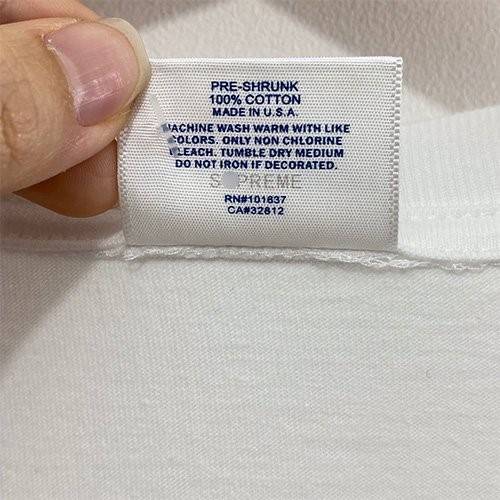 PRE-SHRUNK
100% COTTON
MADE IN U.S.A.
MACHINE WASH WARM WITH LIKE
COLORS. ONLY NON CHLORINE
BLEACH. TUMBLE DRY MEDIUM
DO NOT IRON IF DECORATED.
SUPREME
RN#101837
CA#32812